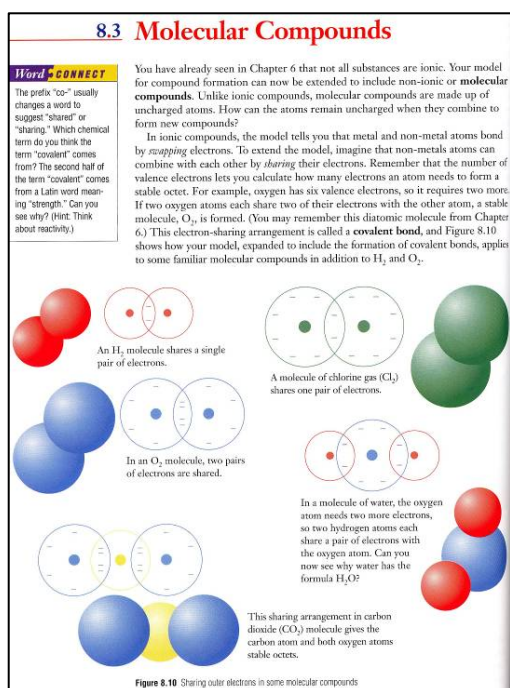 8.3 Molecular Compounds
Word CONNECT
The prefix "co-" usually
changes a word to
suggest "shared" or
"sharing." Which chemical
term do you think the
term "covalent" comes
from? The second half of
the term "covalent" comes
from a Latin word mean-
ing "strength." Can you
see why? (Hint: Think
about reactivity.)
You have already seen in Chapter 6 that not all substances are ionic. Your model
for compound formation can now be extended to include non-ionic or molecular
compounds. Unlike ionic compounds, molecular compounds are made up of
uncharged atoms. How can the atoms remain uncharged when they combine to
form new compounds?
In ionic compounds, the model tells you that metal and non-metal atoms bond
by swapping electrons. To extend the model, imagine that non-metals atoms can
combine with each other by sharing their electrons. Remember that the number of
valence electrons lets you calculate how many electrons an atom needs to form a
stable octet. For example, oxygen has six valence electrons, so it requires two more.
If two oxygen atoms each share two of their electrons with the other atom, a stable
molecule, O₂, is formed. (You may remember this diatomic molecule from Chapter
6.) This electron-sharing arrangement is called a covalent bond, and Figure 8.10
shows how your model, expanded to include the formation of covalent bonds, applies
to some familiar molecular compounds in addition to H₂ and O₂.
An H₂ molecule shares a single
pair of electrons.
A molecule of chlorine gas (Cl₂)
shares one pair of electrons.
In an O₂ molecule, two pairs
of electrons are shared.
In a molecule of water, the oxygen
atom needs two more electrons,
so two hydrogen atoms each
share a pair of electrons with
the oxygen atom. Can you
now see why water has the
formula H₂O?
This sharing arrangement in carbon
dioxide (CO₂) molecule gives the
carbon atom and both oxygen atoms
stable octets.
Figure 8.10 Sharing outer electrons in some molecular compounds